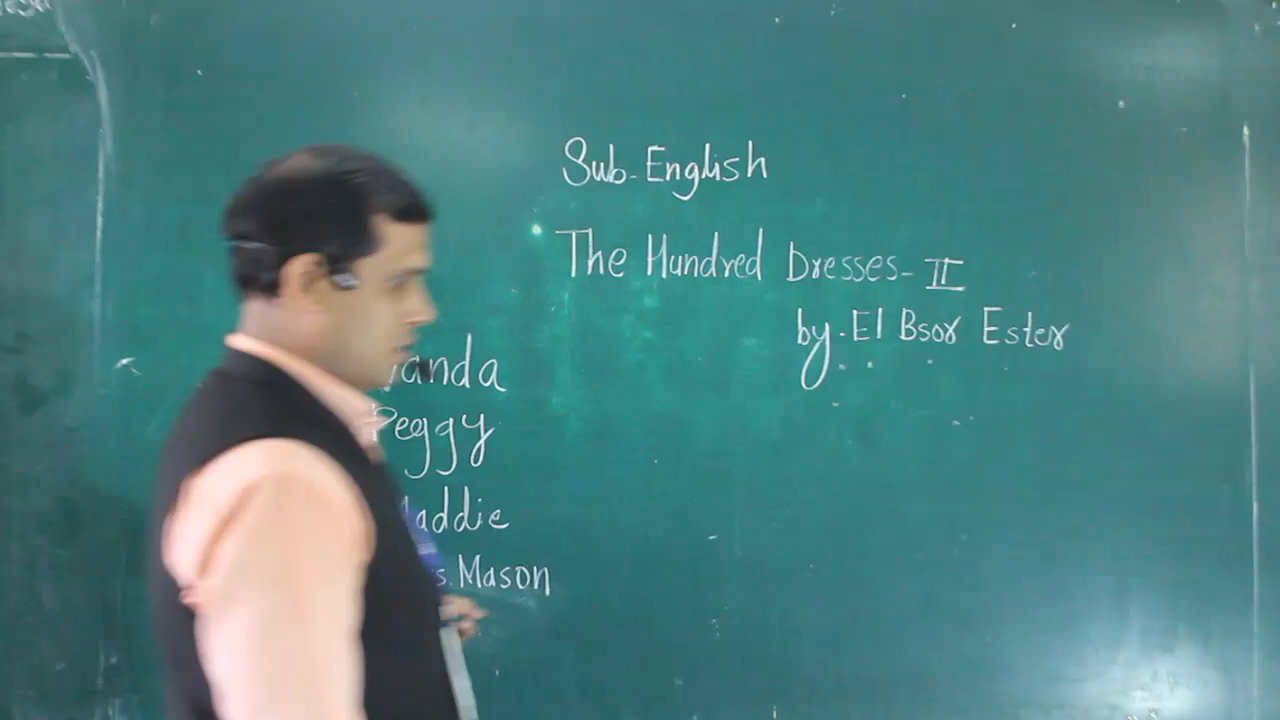 Sub-English
The Hundred Dresses-II
by-El Bsor Ester
anda
Peggy
addie
s. Mason